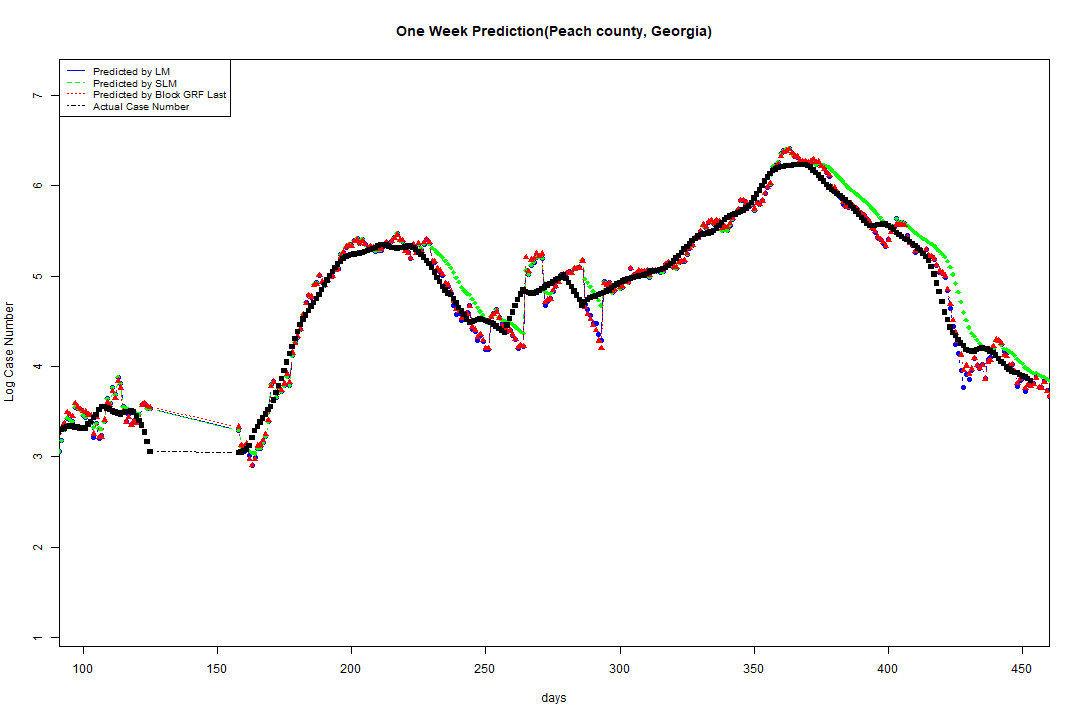 One Week Prediction(Peach county, Georgia)
Predicted by LM
Predicted by SLM
Predicted by Block GRF Last
Actual Case Number
7
6
5
4
3
2
1
Log Case Number
100 150 200 250 300 350 400 450
days